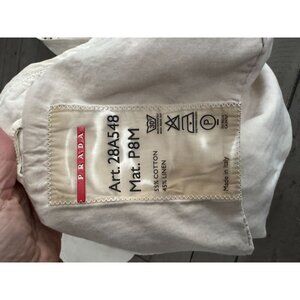 PRADA
Art. 28A548
Mat. P8M
55% COTTON
45% LINEN
Made in Italy